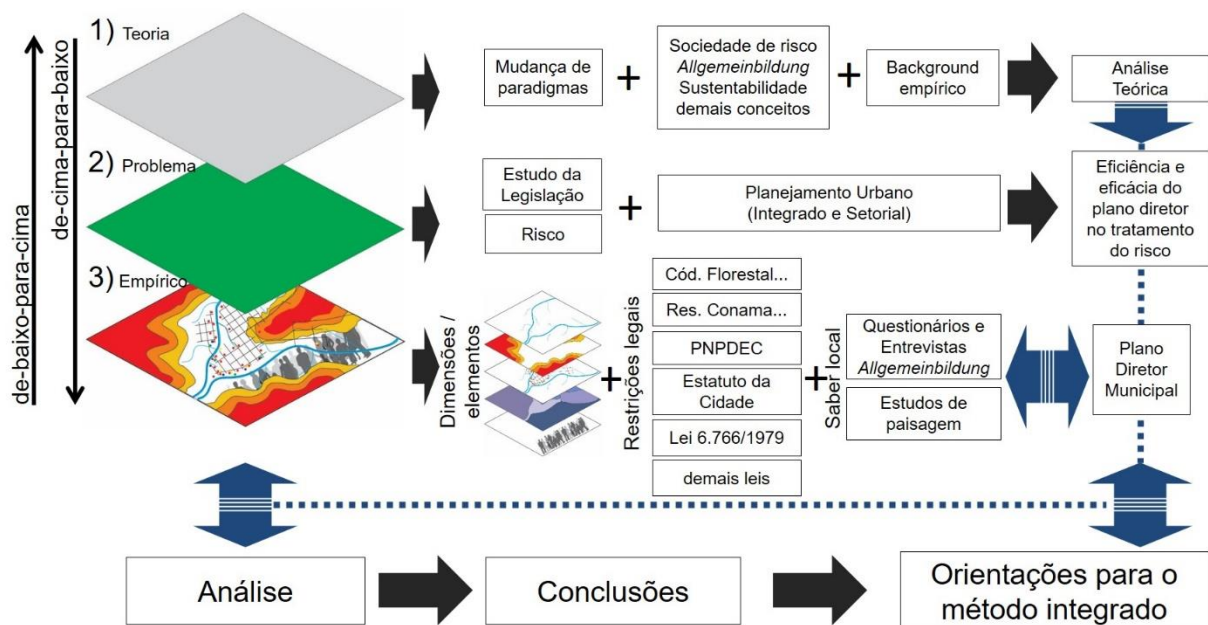 de-baixo-para-cima
de-cima-para-baixo
1) Teoria
Mudança de
paradigmas
+
Sociedade de risco
Allgemeinbildung
Sustentabilidade
demais conceitos
+
Background
empírico
Análise
Teórica
2) Problema
Estudo da
Legislação
Risco
+
Planejamento Urbano
(Integrado e Setorial)
Eficiência e
eficácia do
plano diretor
no tratamento
do risco
3) Empírico
Dimensões /
elementos
+
Restrições legais
Cód. Florestal...
Res. Conama...
PNPDEC
Estatuto da
Cidade
Lei 6.766/1979
demais leis
+
Saber local
Questionários e
Entrevistas
Allgemeinbildung
Estudos de
paisagem
Plano
Diretor
Municipal
Análise
Conclusões
Orientações para o
método integrado